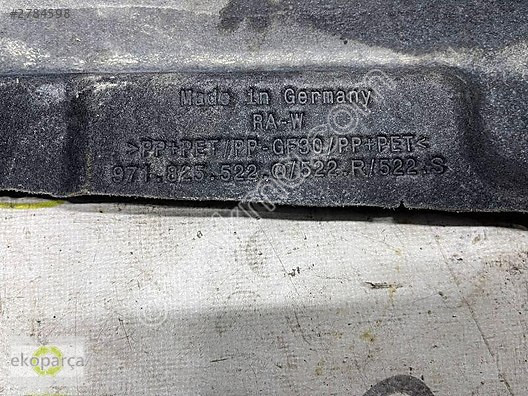 #2784598
Made in Germany
RA-W
>PP+PET/PP-GF30/PP+PET<
971.825.522.Q/522.R/522.S
ekoparça